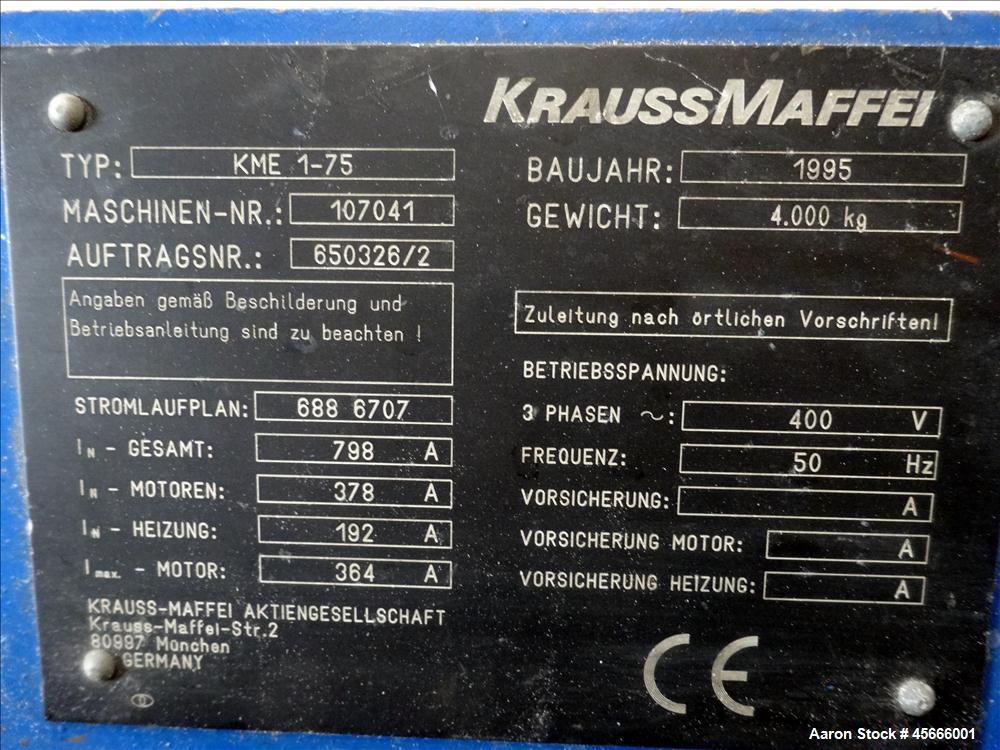 KRAUSSMAFFEI
TYP: KME 1-75
MASCHINEN-NR.: 107041
AUFTRAGSNR.: 650326/2
Angaben gemäß Beschilderung und
Betriebsanleitung sind zu beachten !
STROMLAUFPLAN: 688 6707
IN - GESAMT: 798 A
IN - MOTOREN: 378 A
IN - HEIZUNG: 192 A
Imax. - MOTOR: 364 A
KRAUSS-MAFFEI AKTIENGESELLSCHAFT
Krauss-Maffei-Str.2
80997 München
GERMANY
BAUJAHR: 1995
GEWICHT: 4.000 kg
Zuleitung nach örtlichen Vorschriften!
BETRIEBSSPANNUNG:
3 PHASEN ~: 400 V
FREQUENZ: 50 Hz
VORSICHERUNG: A
VORSICHERUNG MOTOR: A
VORSICHERUNG HEIZUNG: A
CE
Aaron Stock # 45666001